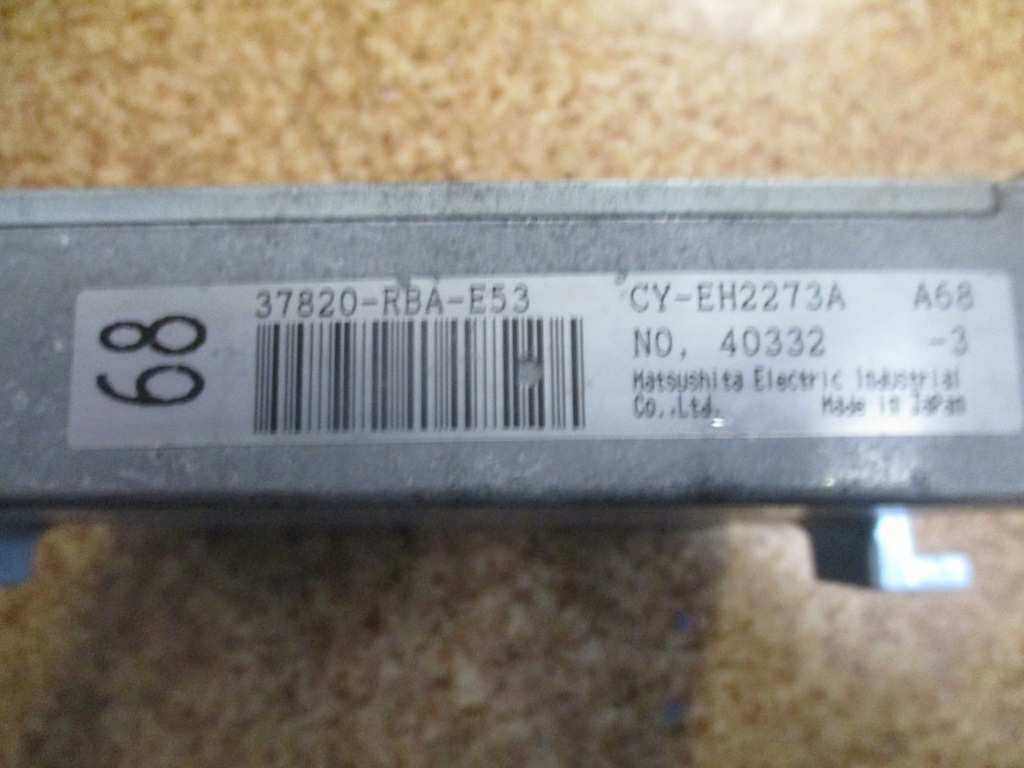 68
37820-RBA-E53
CY-EH2273A A68
NO. 40332 -3
Matsushita Electric Industrial
Co.,Ltd. Made in Japan